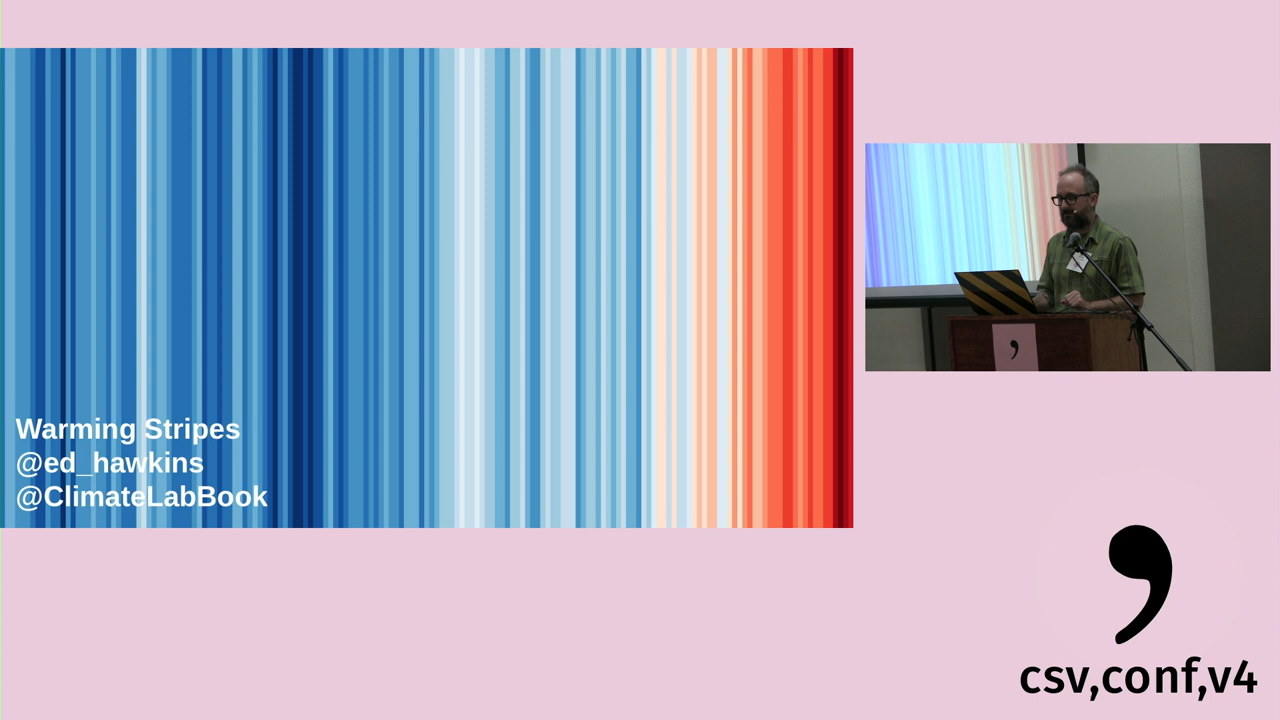 Warming Stripes
@ed_hawkins
@ClimateLabBook
,
csv,conf,v4